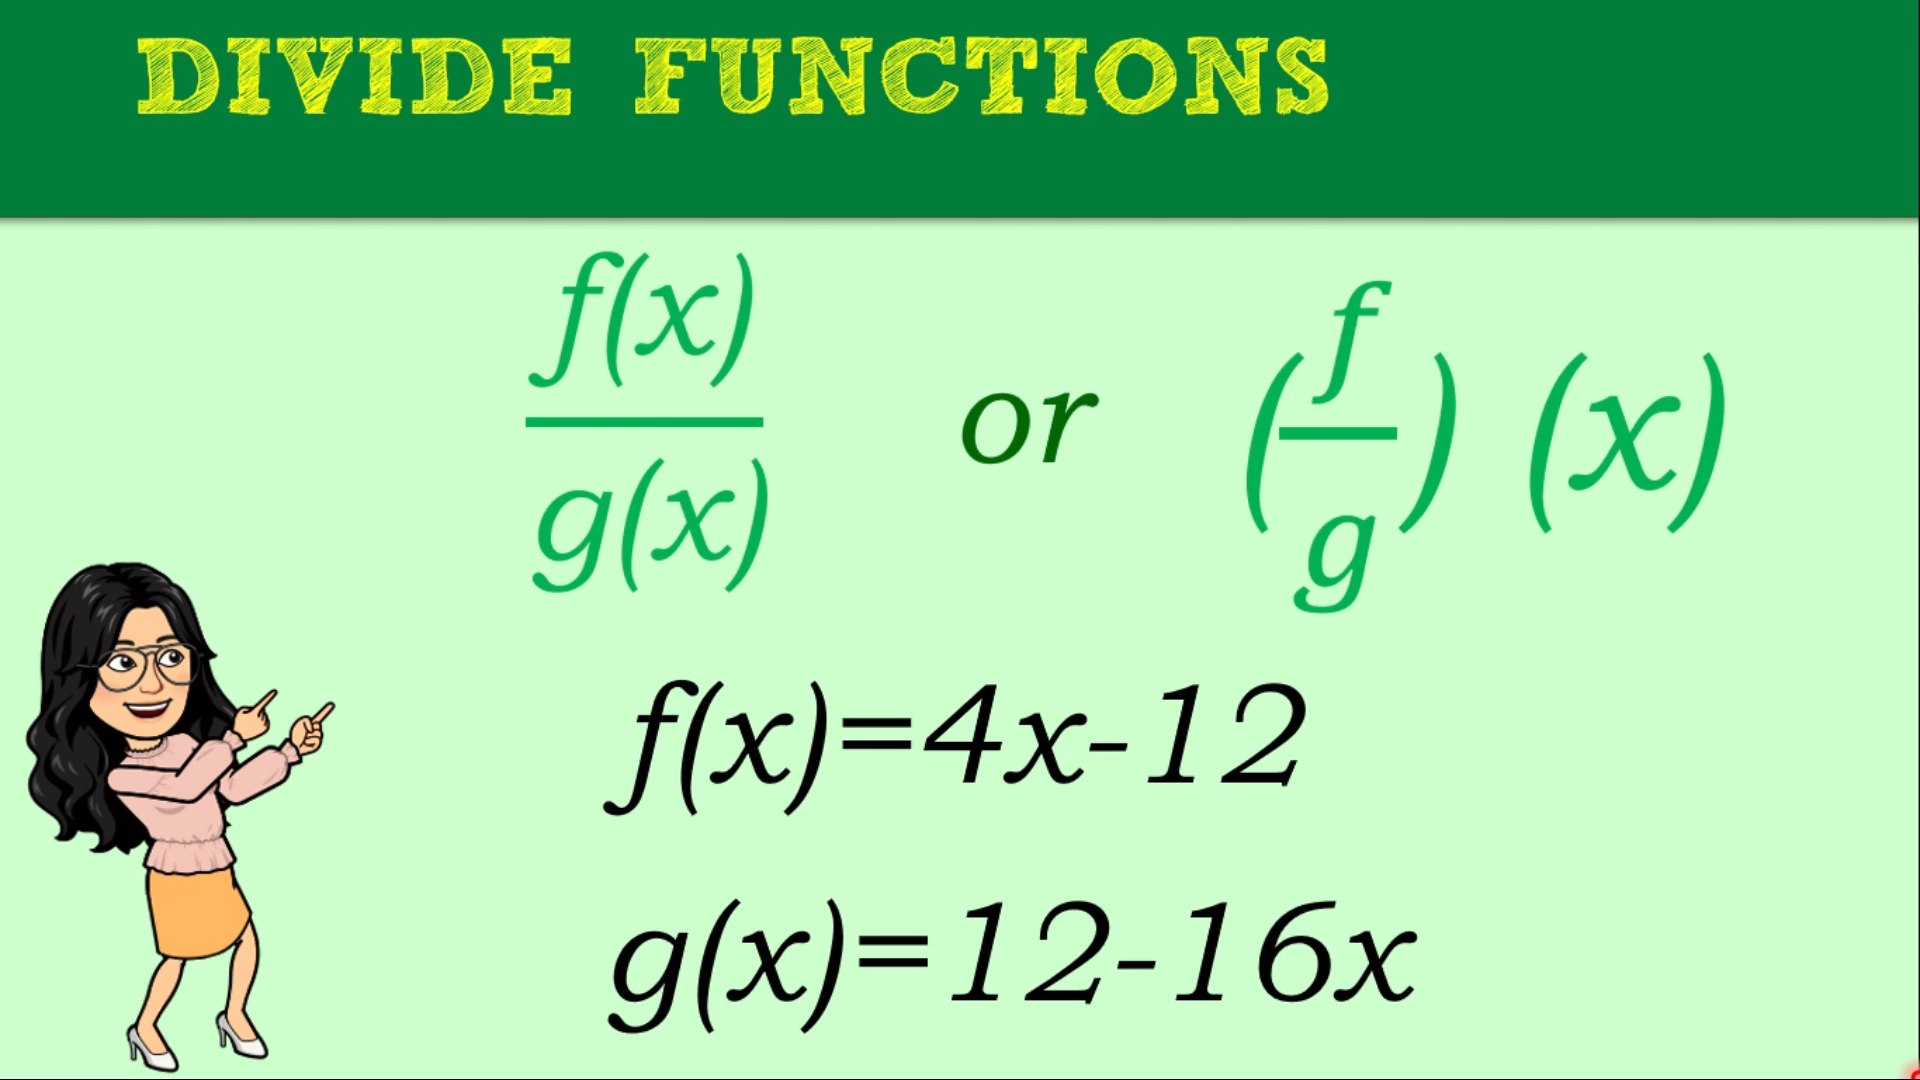 DIVIDE FUNCTIONS
f(x)/g(x) or (f/g) (x)
f(x)=4x-12
g(x)=12-16x